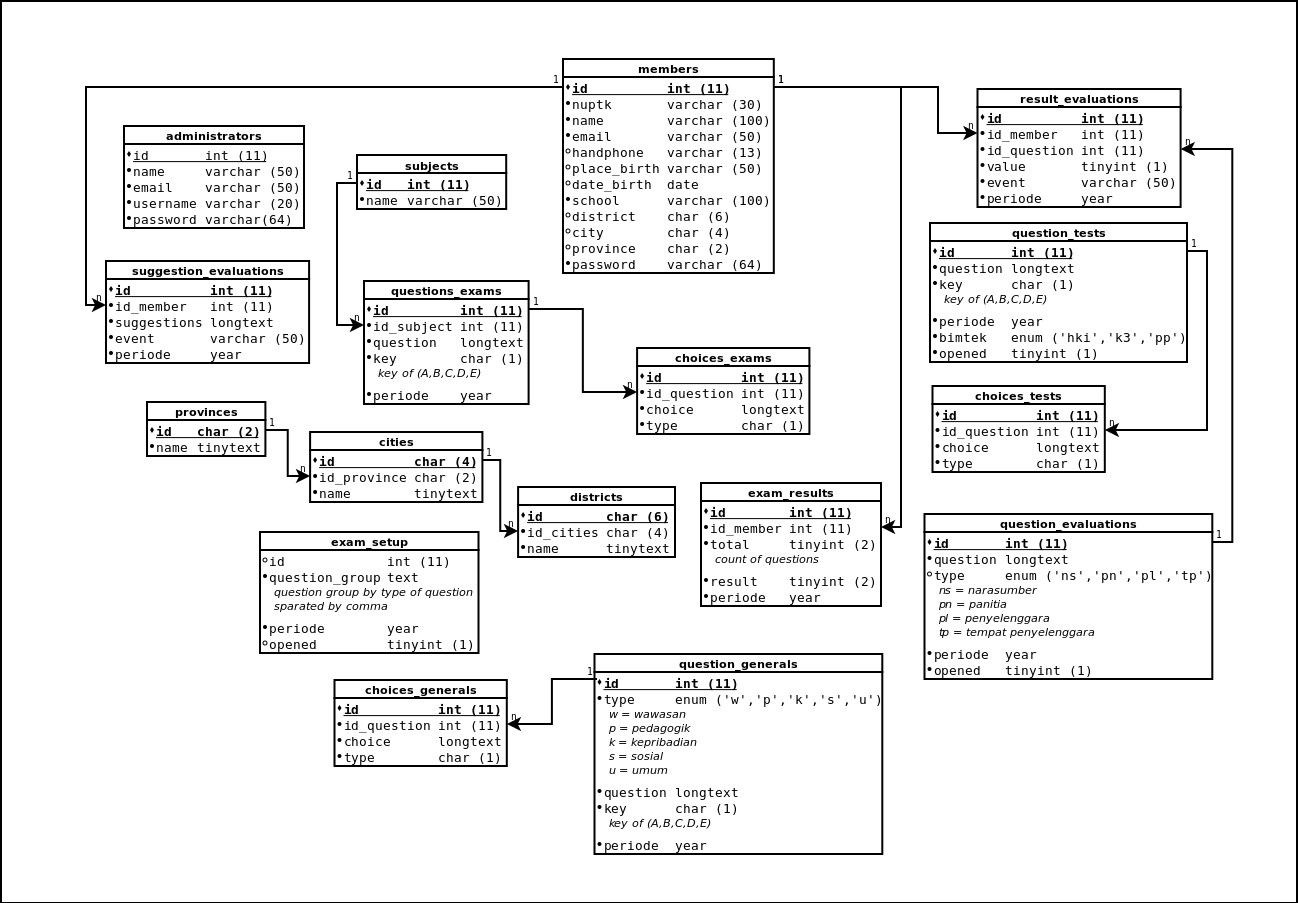 members
1
id int (11)
1
nuptk varchar (30)
name varchar (100)
email varchar (50)
handphone varchar (13)
place_birth varchar (50)
date_birth date
school varchar (100)
district char (6)
city char (4)
province char (2)
password varchar (64)
result_evaluations
id int (11)
n
id_member int (11)
id_question int (11)
n
value tinyint (1)
event varchar (50)
periode year
administrators
id int (11)
name varchar (50)
email varchar (50)
username varchar (20)
password varchar(64)
subjects
1
id int (11)
name varchar (50)
question_tests
1
id int (11)
question longtext
key char (1)
key of (A,B,C,D,E)
periode year
bimtek enum ('hki','k3','pp')
opened tinyint (1)
suggestion_evaluations
id int (11)
n
id_member int (11)
suggestions longtext
event varchar (50)
periode year
questions_exams
1
id int (11)
n
id_subject int (11)
question longtext
key char (1)
key of (A,B,C,D,E)
periode year
choices_exams
id int (11)
n
id_question int (11)
choice longtext
type char (1)
choices_tests
id int (11)
n
id_question int (11)
choice longtext
type char (1)
provinces
1
id char (2)
name tinytext
cities
1
id char (4)
n
id_province char (2)
name tinytext
districts
id char (6)
n
id_cities char (4)
name tinytext
exam_results
id int (11)
n
id_member int (11)
total tinyint (2)
count of questions
result tinyint (2)
periode year
question_evaluations
1
id int (11)
question longtext
type enum ('ns','pn','pl','tp')
ns = narasumber
pn = panitia
pl = penyelenggara
tp = tempat penyelenggara
periode year
opened tinyint (1)
exam_setup
id int (11)
question_group text
question group by type of question
sparated by comma
periode year
opened tinyint (1)
question_generals
1
id int (11)
type enum ('w','p','k','s','u')
w = wawasan
p = pedagogik
k = kepribadian
s = sosial
u = umum
question longtext
key char (1)
key of (A,B,C,D,E)
periode year
choices_generals
id int (11)
n
id_question int (11)
choice longtext
type char (1)